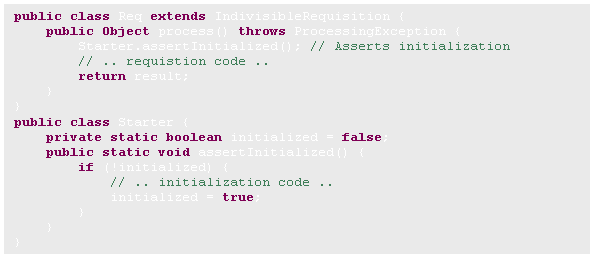 public class Req extends IndivisibleRequisition {
public Object process() throws ProcessingException {
Starter.assertInitialized(); // Asserts initialization
// .. requistion code ..
return result;
}
}
public class Starter {
private static boolean initialized = false;
public static void assertInitialized() {
if (!initialized) {
// .. initialization code ..
initialized = true;
}
}
}